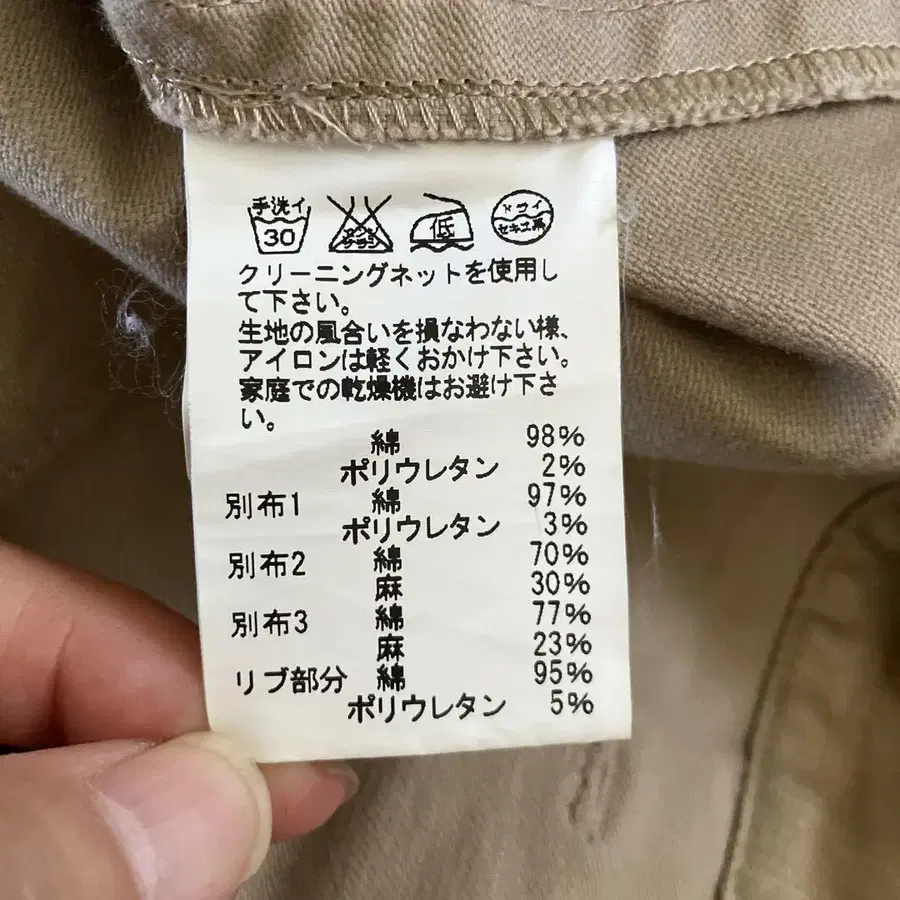 手洗イ 30 エンソ サラシ 低 ドライ セキユ系
クリーニングネットを使用し
て下さい。
生地の風合いを損なわない様、
アイロンは軽くおかけ下さい。
家庭での乾燥機はお避け下さ
い。
綿 98%
ポリウレタン 2%
別布1 綿 97%
ポリウレタン 3%
別布2 綿 70%
麻 30%
別布3 綿 77%
麻 23%
リブ部分 綿 95%
ポリウレタン 5%